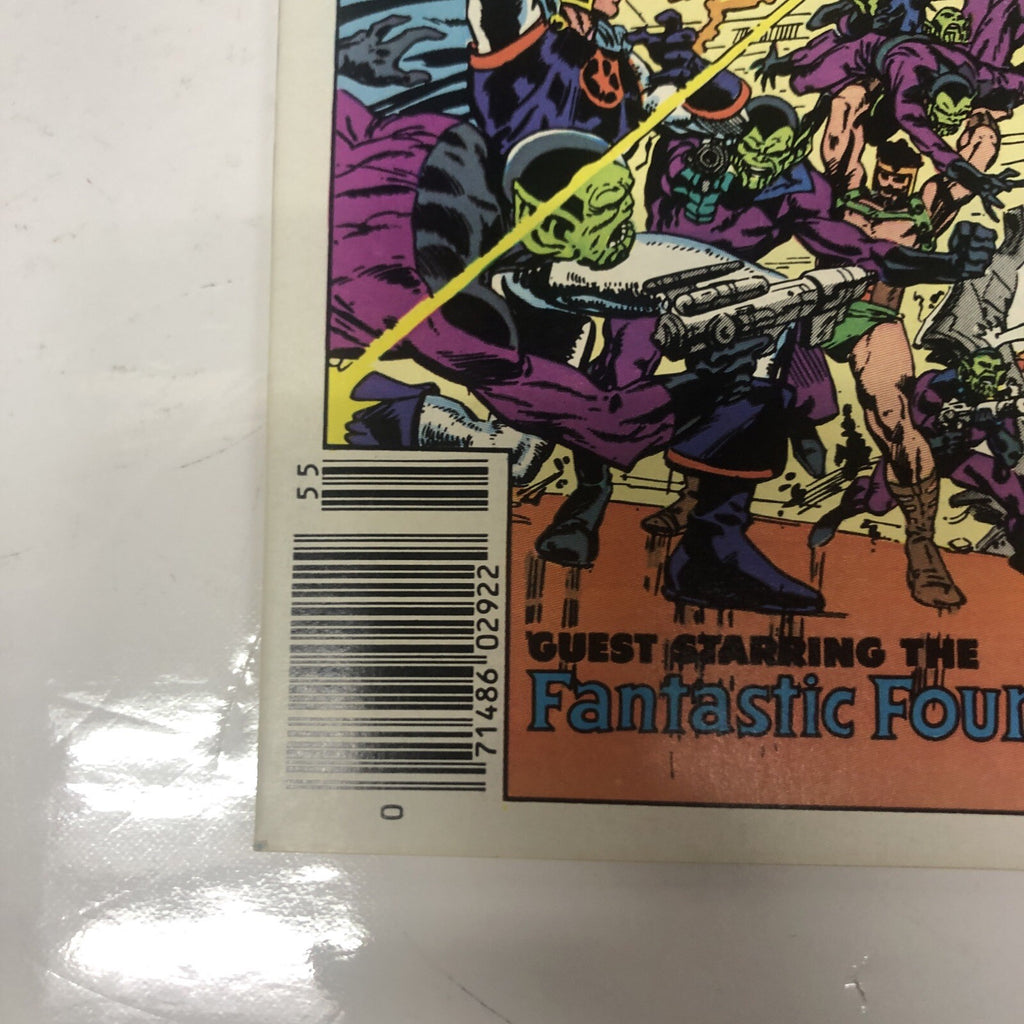 55
71486 02922
0
GUEST STARRING THE
Fantastic Four